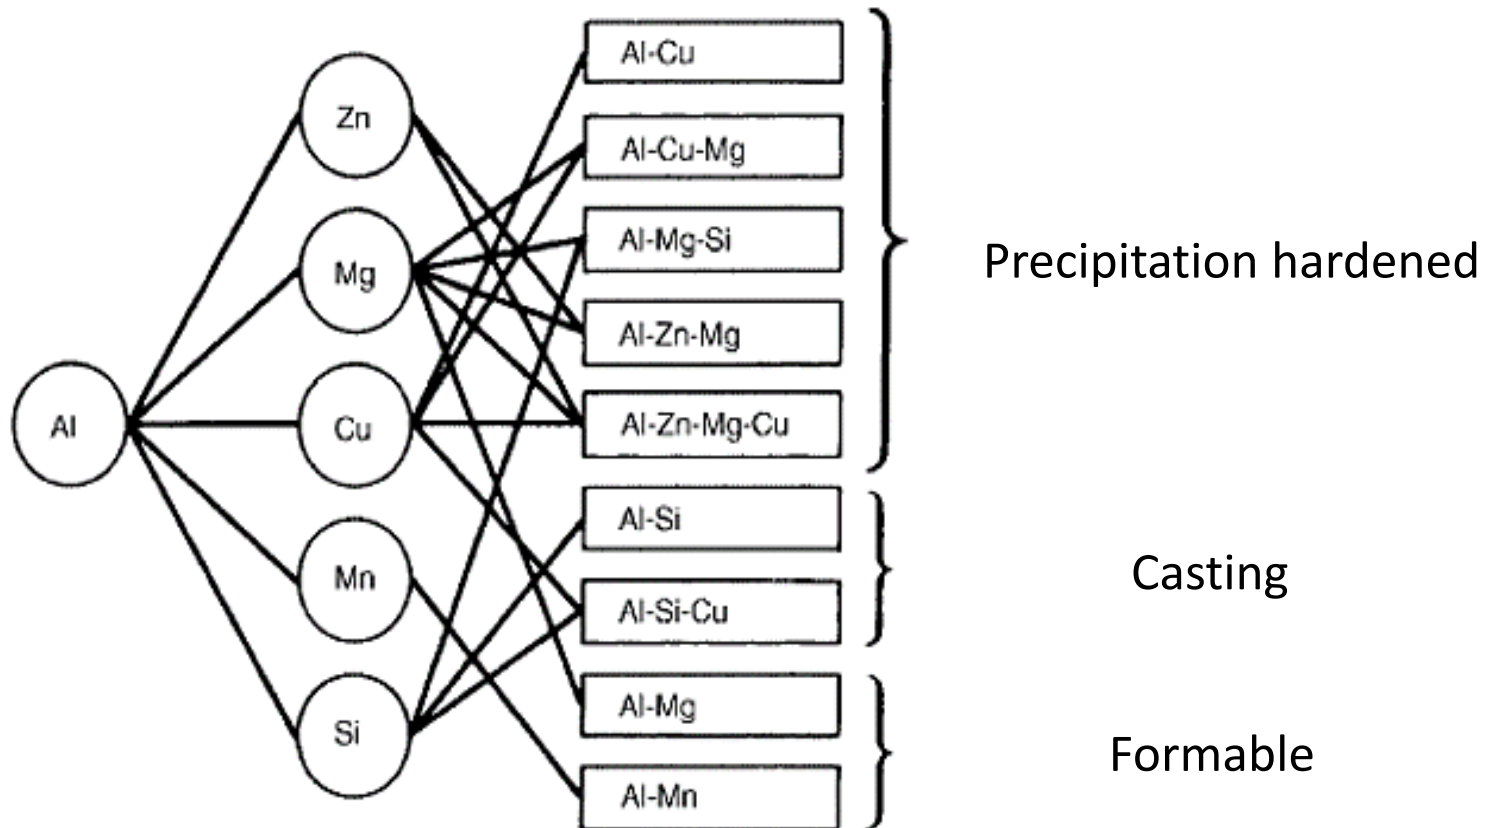 Al
Zn
Mg
Cu
Mn
Si
Al-Cu
Al-Cu-Mg
Al-Mg-Si
Al-Zn-Mg
Al-Zn-Mg-Cu
Al-Si
Al-Si-Cu
Al-Mg
Al-Mn
Precipitation hardened
Casting
Formable